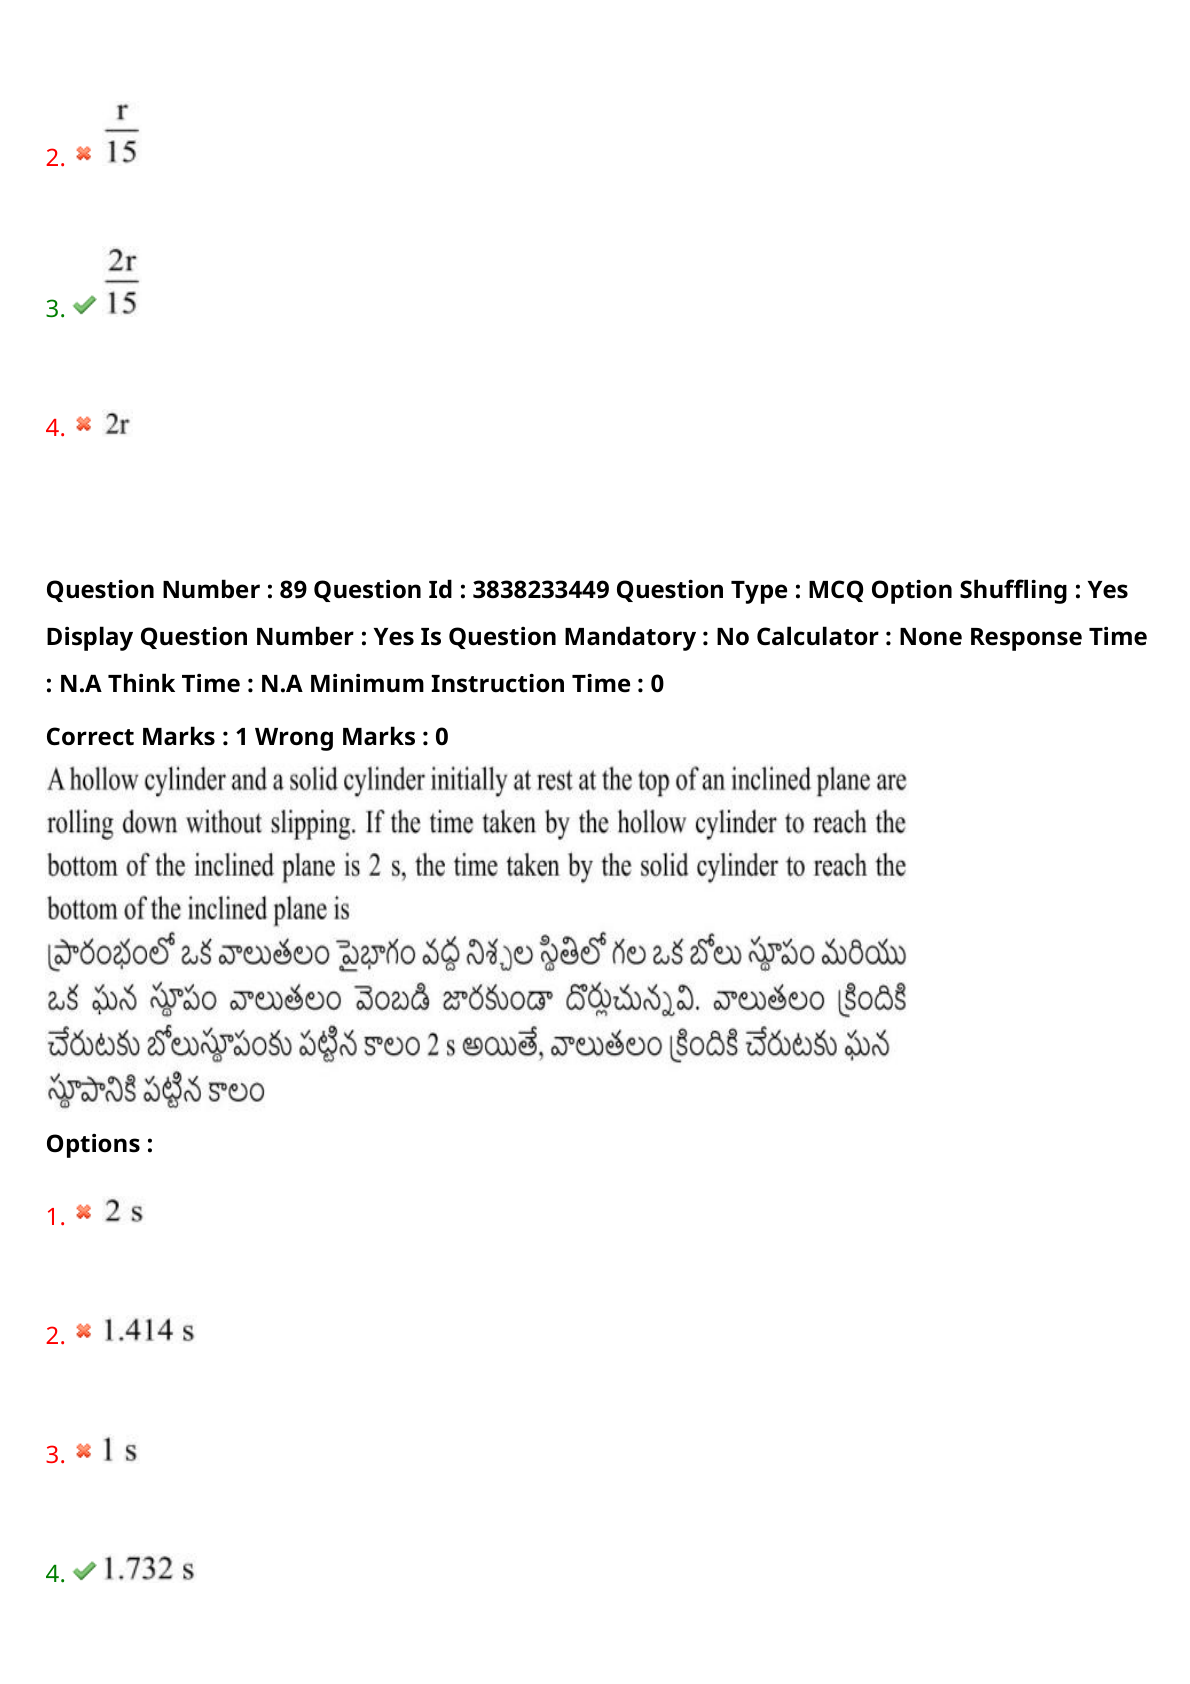 r
2. 15
2r
3. 15
4. 2r
Question Number : 89 Question Id : 3838233449 Question Type : MCQ Option Shuffling : Yes
Display Question Number : Yes Is Question Mandatory : No Calculator : None Response Time
: N.A Think Time : N.A Minimum Instruction Time : 0
Correct Marks : 1 Wrong Marks : 0
A hollow cylinder and a solid cylinder initially at rest at the top of an inclined plane are
rolling down without slipping. If the time taken by the hollow cylinder to reach the
bottom of the inclined plane is 2 s, the time taken by the solid cylinder to reach the
bottom of the inclined plane is
ప్రారంభంలో ఒక వాలుతలం పైభాగం వద్ద నిశ్చల స్థితిలో గల ఒక బోలు స్థూపం మరియు
ఒక ఘన స్థూపం వాలుతలం వెంబడి జారకుండా దొర్లుచున్నవి. వాలుతలం క్రిందికి
చేరుటకు బోలుస్థూపంకు పట్టిన కాలం 2 s అయితే, వాలుతలం క్రిందికి చేరుటకు ఘన
స్థూపానికి పట్టిన కాలం
Options :
1. 2 s
2. 1.414 s
3. 1 s
4. 1.732 s